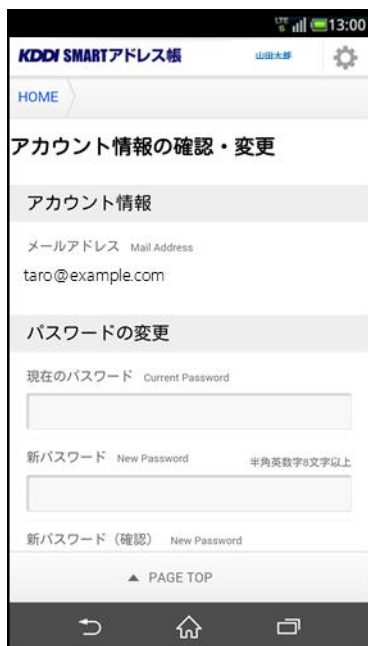 LTE 13:00
KDDI SMARTアドレス帳 山田太郎
HOME
アカウント情報の確認・変更
アカウント情報
メールアドレス Mail Address
taro@example.com
パスワードの変更
現在のパスワード Current Password
新パスワード New Password 半角英数字8文字以上
新パスワード（確認） New Password
▲ PAGE TOP